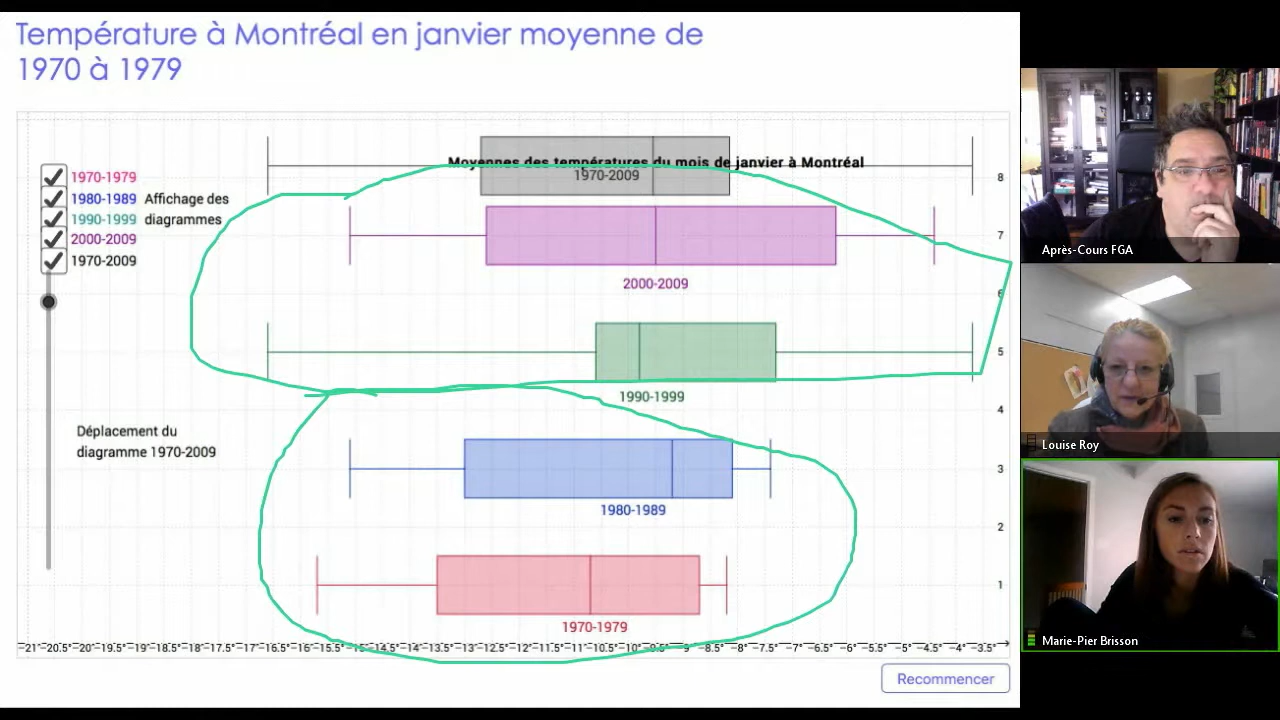 Température à Montréal en janvier moyenne de
1970 à 1979
Moyennes des températures du mois de janvier à Montréal
1970-2009
1970-1979
1980-1989
1990-1999
2000-2009
1970-2009
Affichage des
diagrammes
8
7
2000-2009
6
5
1990-1999
4
Déplacement du
diagramme 1970-2009
3
1980-1989
2
1
1970-1979
-21° -20.5° -20° -19.5° -19° -18.5° -18° -17.5° -17° -16.5° -16° -15.5° -15° -14.5° -14° -13.5° -13° -12.5° -12° -11.5° -11° -10.5° -10° -9.5° -9° -8.5° -8° -7.5° -7° -6.5° -6° -5.5° -5° -4.5° -4° -3.5°
Recommencer
Après-Cours FGA
Louise Roy
Marie-Pier Brisson